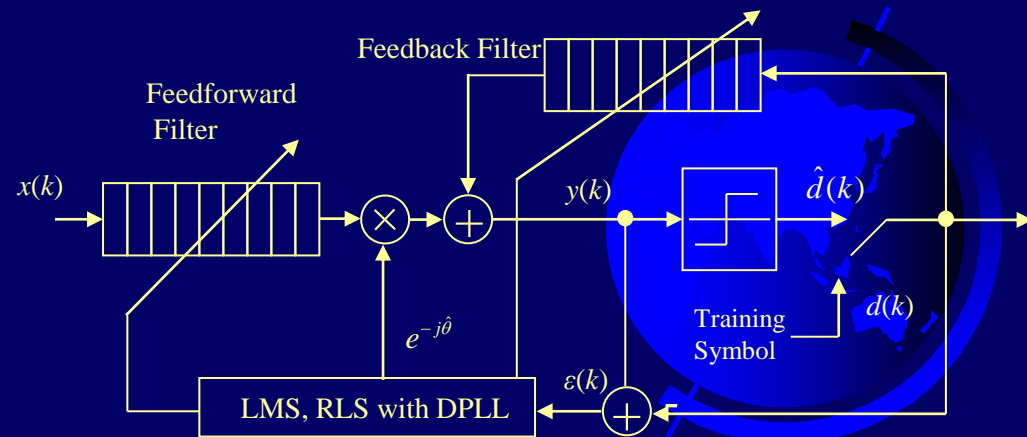 Feedback Filter
Feedforward
Filter
x(k)
y(k)
d̂(k)
e^{-jθ̂}
Training
Symbol
d(k)
ε(k)
LMS, RLS with DPLL